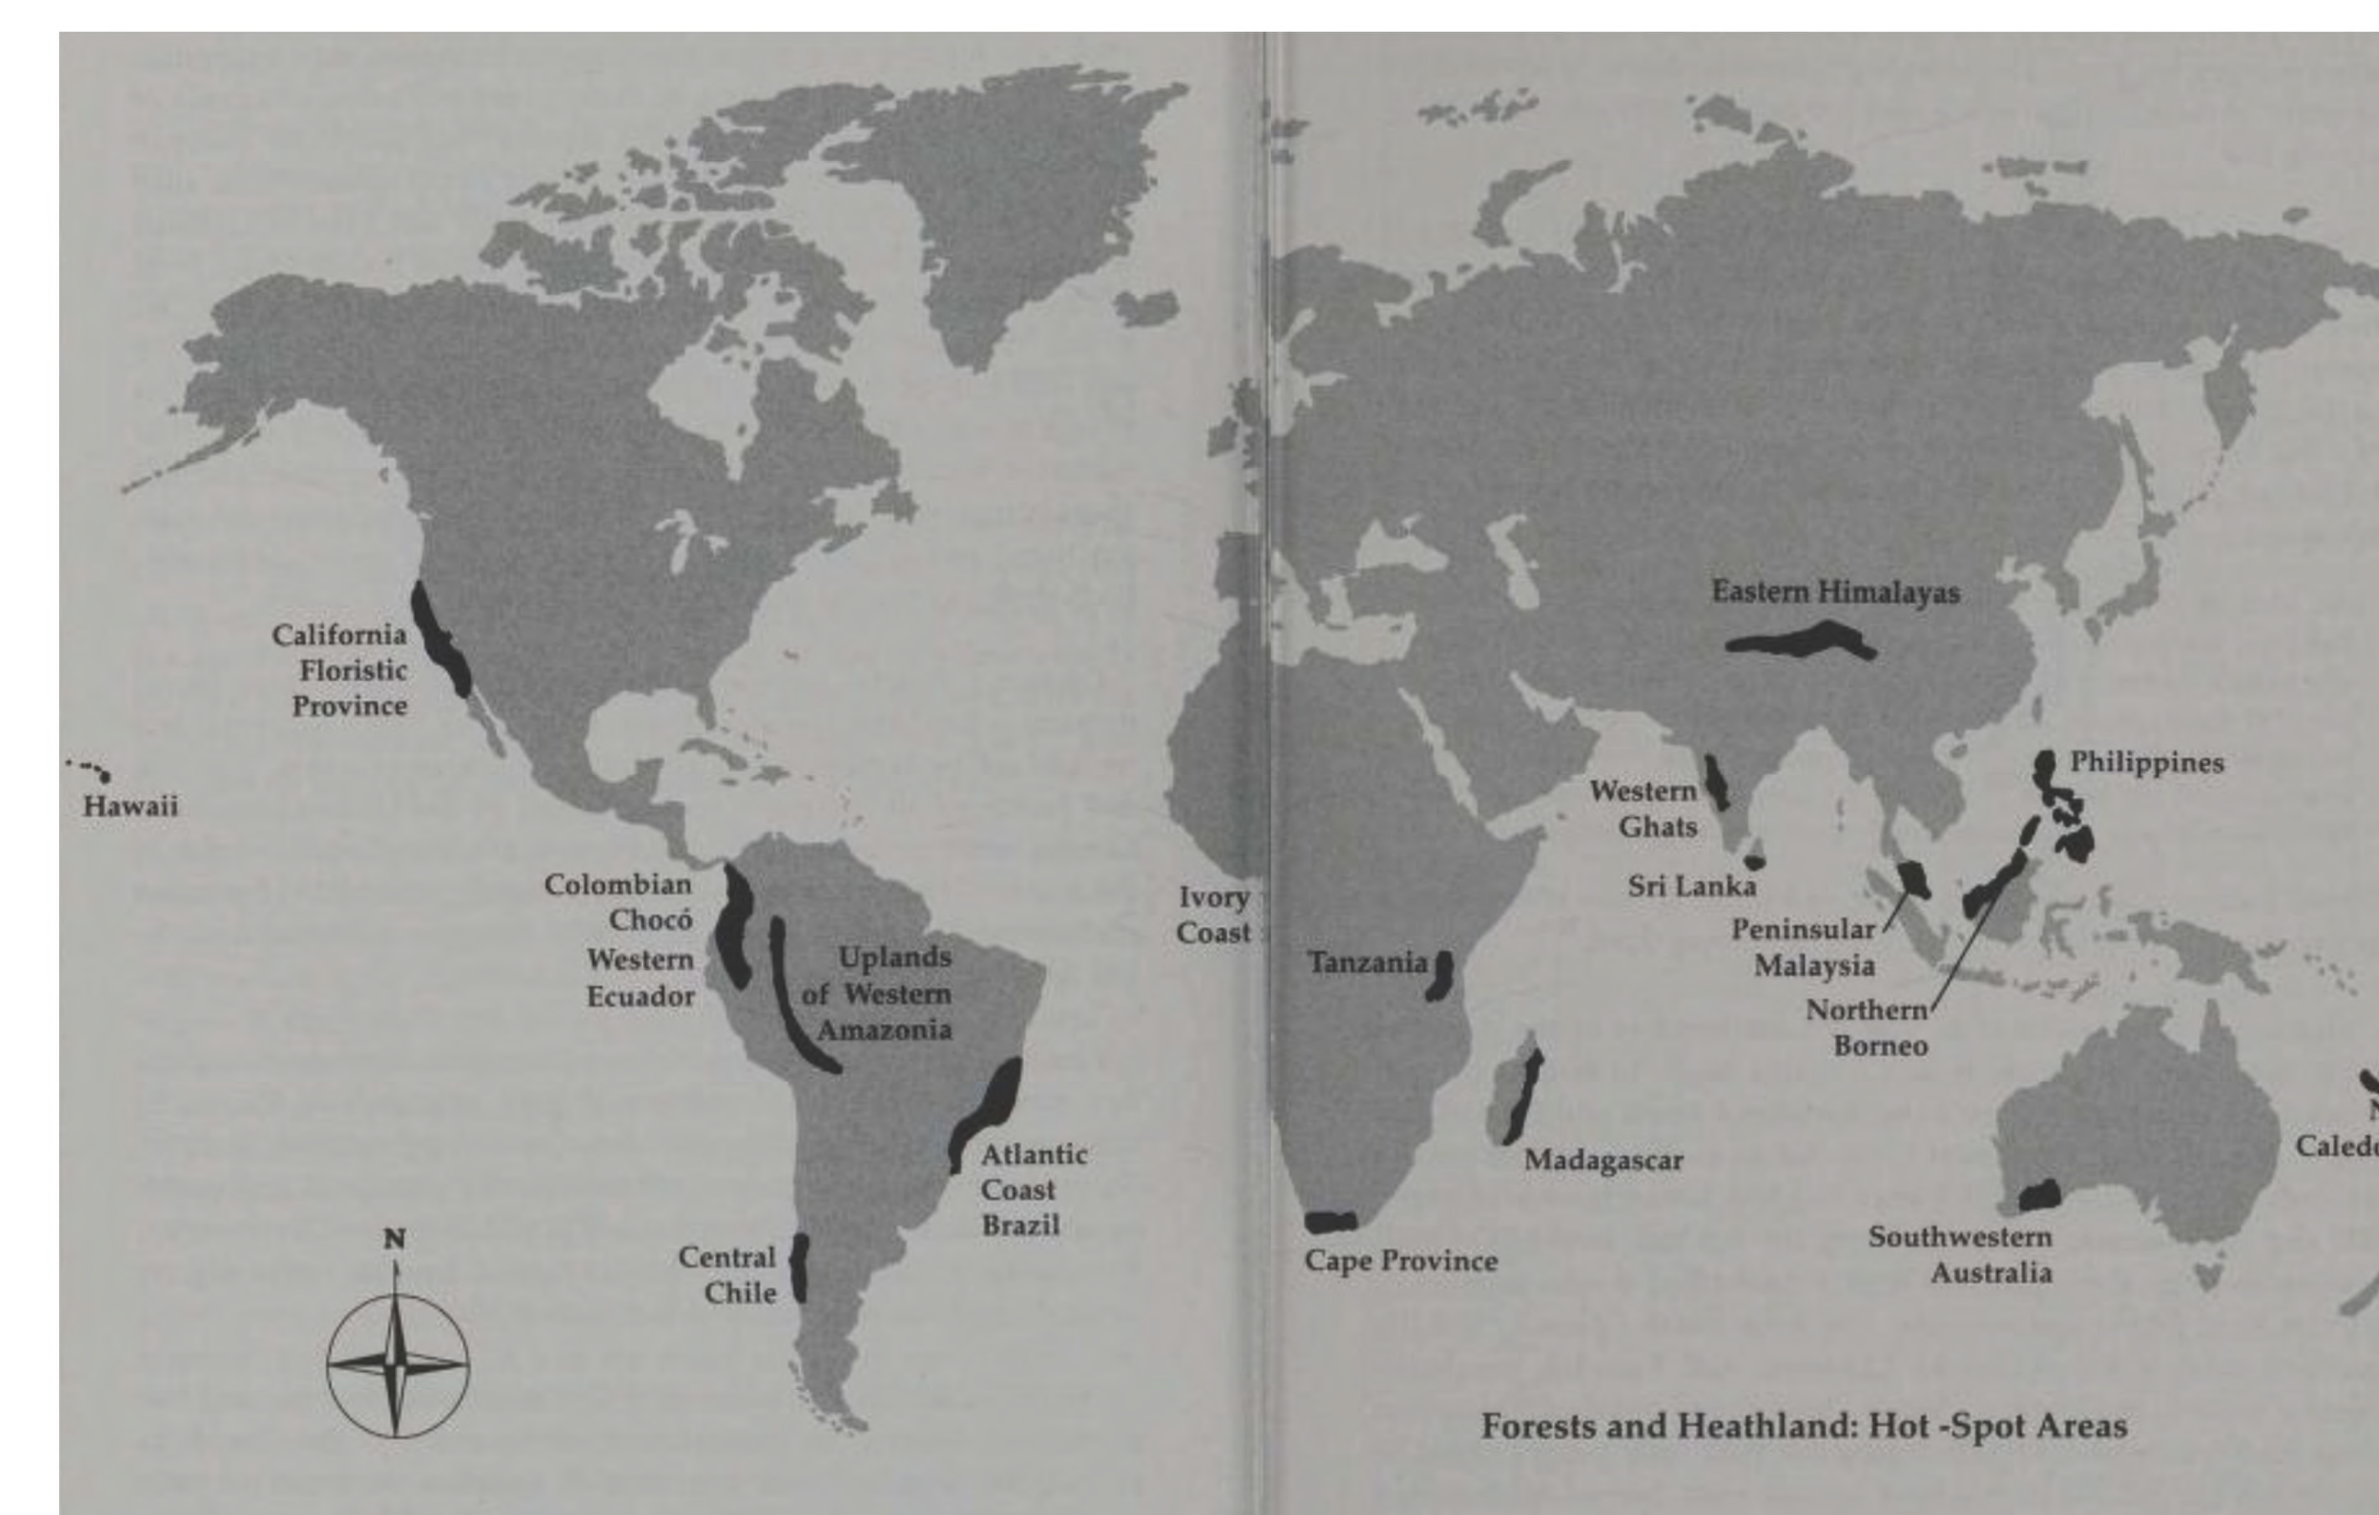 California
Floristic
Province
Hawaii
Colombian
Chocó
Western
Ecuador
Uplands
of Western
Amazonia
Atlantic
Coast
Brazil
Central
Chile
N
Ivory
Coast
Tanzania
Madagascar
Cape Province
Eastern Himalayas
Western
Ghats
Sri Lanka
Peninsular
Malaysia
Northern
Borneo
Philippines
Southwestern
Australia
N
Caled
Forests and Heathland: Hot -Spot Areas